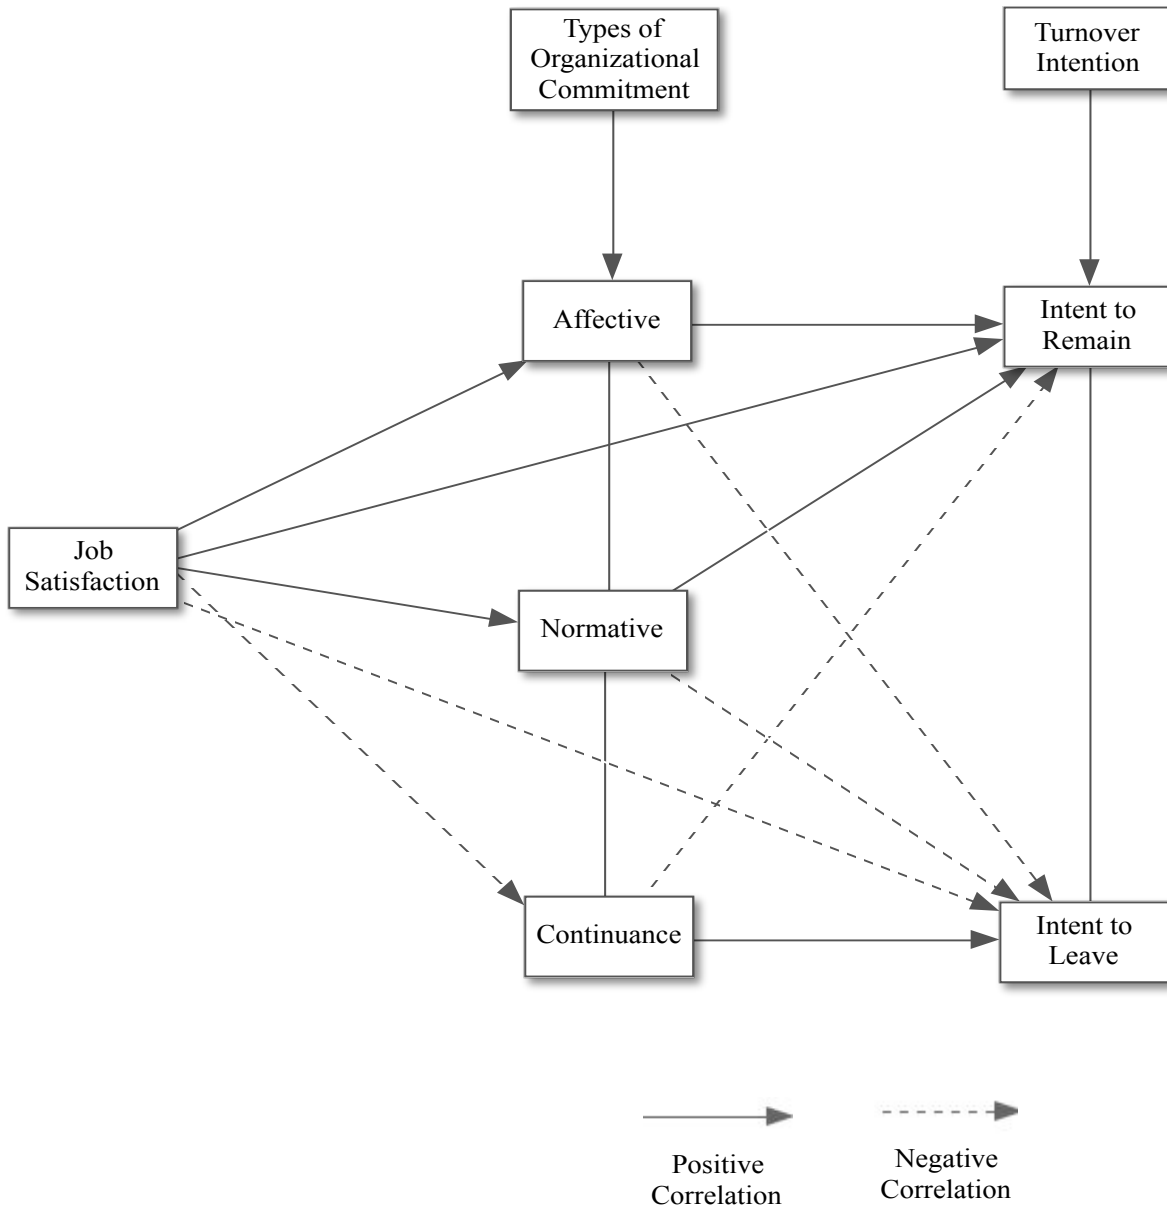 Types of
Organizational
Commitment
Turnover
Intention
Affective
Intent to
Remain
Job
Satisfaction
Normative
Continuance
Intent to
Leave
Positive
Correlation
Negative
Correlation